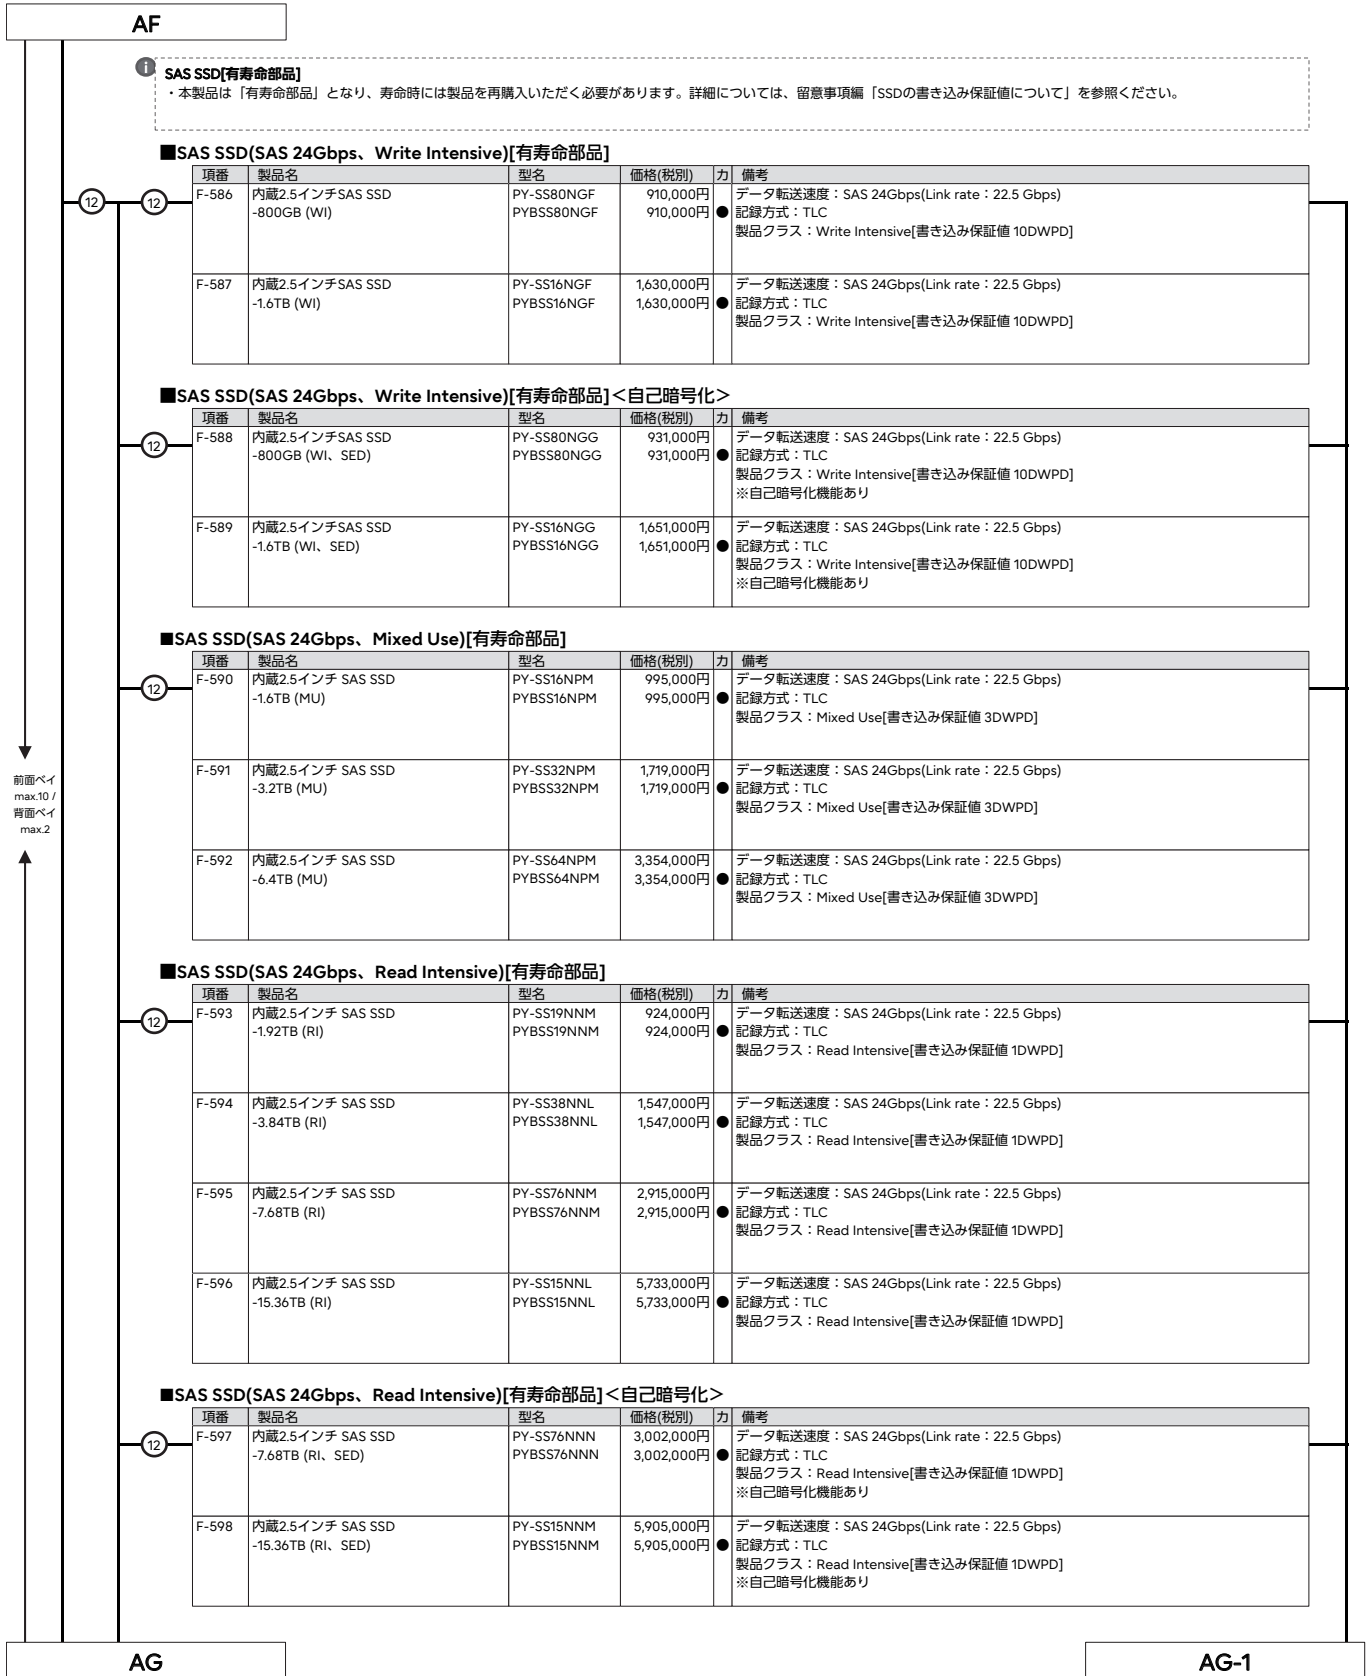 AF
SAS SSD[有寿命部品]
・本製品は「有寿命部品」となり、寿命時には製品を再購入いただく必要があります。詳細については、留意事項編「SSDの書き込み保証値について」を参照ください。
■SAS SSD(SAS 24Gbps、Write Intensive)[有寿命部品]
項番 製品名 型名 価格(税別) カ 備考
12 12 F-586 内蔵2.5インチSAS SSD PY-SS80NGF 910,000円 データ転送速度：SAS 24Gbps(Link rate：22.5 Gbps)
-800GB (WI) PYBSS80NGF 910,000円 ● 記録方式：TLC
製品クラス：Write Intensive[書き込み保証値 10DWPD]
F-587 内蔵2.5インチSAS SSD PY-SS16NGF 1,630,000円 データ転送速度：SAS 24Gbps(Link rate：22.5 Gbps)
-1.6TB (WI) PYBSS16NGF 1,630,000円 ● 記録方式：TLC
製品クラス：Write Intensive[書き込み保証値 10DWPD]
■SAS SSD(SAS 24Gbps、Write Intensive)[有寿命部品]＜自己暗号化＞
項番 製品名 型名 価格(税別) カ 備考
12 F-588 内蔵2.5インチSAS SSD PY-SS80NGG 931,000円 データ転送速度：SAS 24Gbps(Link rate：22.5 Gbps)
-800GB (WI、SED) PYBSS80NGG 931,000円 ● 記録方式：TLC
製品クラス：Write Intensive[書き込み保証値 10DWPD]
※自己暗号化機能あり
F-589 内蔵2.5インチSAS SSD PY-SS16NGG 1,651,000円 データ転送速度：SAS 24Gbps(Link rate：22.5 Gbps)
-1.6TB (WI、SED) PYBSS16NGG 1,651,000円 ● 記録方式：TLC
製品クラス：Write Intensive[書き込み保証値 10DWPD]
※自己暗号化機能あり
■SAS SSD(SAS 24Gbps、Mixed Use)[有寿命部品]
項番 製品名 型名 価格(税別) カ 備考
12 F-590 内蔵2.5インチ SAS SSD PY-SS16NPM 995,000円 データ転送速度：SAS 24Gbps(Link rate：22.5 Gbps)
-1.6TB (MU) PYBSS16NPM 995,000円 ● 記録方式：TLC
製品クラス：Mixed Use[書き込み保証値 3DWPD]
F-591 内蔵2.5インチ SAS SSD PY-SS32NPM 1,719,000円 データ転送速度：SAS 24Gbps(Link rate：22.5 Gbps)
-3.2TB (MU) PYBSS32NPM 1,719,000円 ● 記録方式：TLC
製品クラス：Mixed Use[書き込み保証値 3DWPD]
前面ベイ
max.10 /
背面ベイ
max.2
F-592 内蔵2.5インチ SAS SSD PY-SS64NPM 3,354,000円 データ転送速度：SAS 24Gbps(Link rate：22.5 Gbps)
-6.4TB (MU) PYBSS64NPM 3,354,000円 ● 記録方式：TLC
製品クラス：Mixed Use[書き込み保証値 3DWPD]
■SAS SSD(SAS 24Gbps、Read Intensive)[有寿命部品]
項番 製品名 型名 価格(税別) カ 備考
12 F-593 内蔵2.5インチ SAS SSD PY-SS19NNM 924,000円 データ転送速度：SAS 24Gbps(Link rate：22.5 Gbps)
-1.92TB (RI) PYBSS19NNM 924,000円 ● 記録方式：TLC
製品クラス：Read Intensive[書き込み保証値 1DWPD]
F-594 内蔵2.5インチ SAS SSD PY-SS38NNL 1,547,000円 データ転送速度：SAS 24Gbps(Link rate：22.5 Gbps)
-3.84TB (RI) PYBSS38NNL 1,547,000円 ● 記録方式：TLC
製品クラス：Read Intensive[書き込み保証値 1DWPD]
F-595 内蔵2.5インチ SAS SSD PY-SS76NNM 2,915,000円 データ転送速度：SAS 24Gbps(Link rate：22.5 Gbps)
-7.68TB (RI) PYBSS76NNM 2,915,000円 ● 記録方式：TLC
製品クラス：Read Intensive[書き込み保証値 1DWPD]
F-596 内蔵2.5インチ SAS SSD PY-SS15NNL 5,733,000円 データ転送速度：SAS 24Gbps(Link rate：22.5 Gbps)
-15.36TB (RI) PYBSS15NNL 5,733,000円 ● 記録方式：TLC
製品クラス：Read Intensive[書き込み保証値 1DWPD]
■SAS SSD(SAS 24Gbps、Read Intensive)[有寿命部品]＜自己暗号化＞
項番 製品名 型名 価格(税別) カ 備考
12 F-597 内蔵2.5インチ SAS SSD PY-SS76NNN 3,002,000円 データ転送速度：SAS 24Gbps(Link rate：22.5 Gbps)
-7.68TB (RI、SED) PYBSS76NNN 3,002,000円 ● 記録方式：TLC
製品クラス：Read Intensive[書き込み保証値 1DWPD]
※自己暗号化機能あり
F-598 内蔵2.5インチ SAS SSD PY-SS15NNM 5,905,000円 データ転送速度：SAS 24Gbps(Link rate：22.5 Gbps)
-15.36TB (RI、SED) PYBSS15NNM 5,905,000円 ● 記録方式：TLC
製品クラス：Read Intensive[書き込み保証値 1DWPD]
※自己暗号化機能あり
AG AG-1